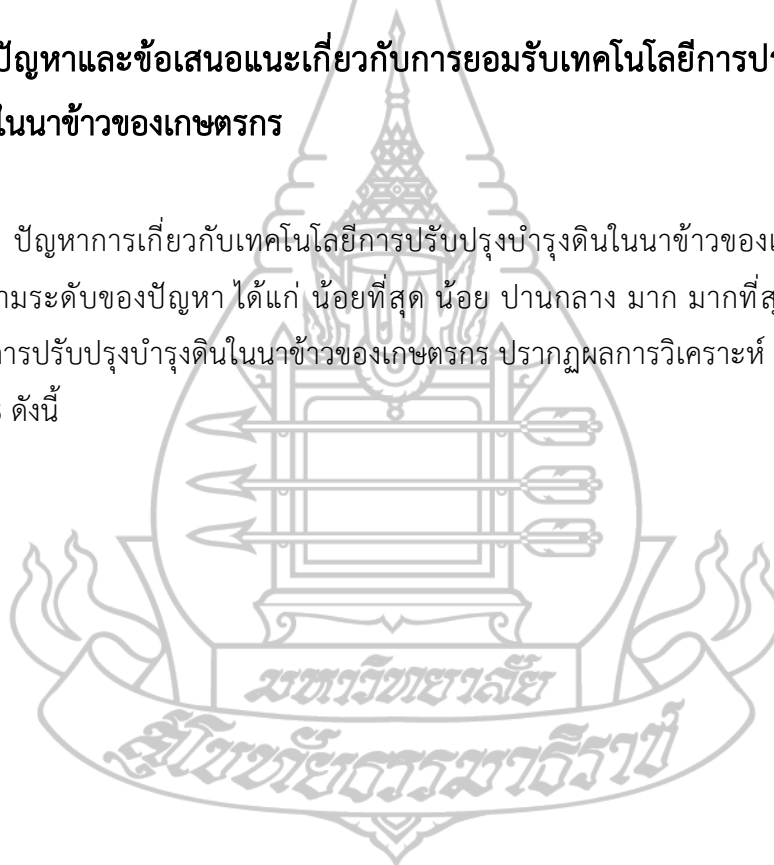 ปัญหาและข้อเสนอแนะเกี่ยวกับการยอมรับเทคโนโลยีการปร
ในนาข้าวของเกษตรกร
ปัญหาการเกี่ยวกับเทคโนโลยีการปรับปรุงบำรุงดินในนาข้าวของเ
ามระดับของปัญหา ได้แก่ น้อยที่สุด น้อย ปานกลาง มาก มากที่สุ
การปรับปรุงบำรุงดินในนาข้าวของเกษตรกร ปรากฏผลการวิเคราะห์
ดังนี้
มหาวิทยาลัย
สุโขทัยธรรมาธิราช